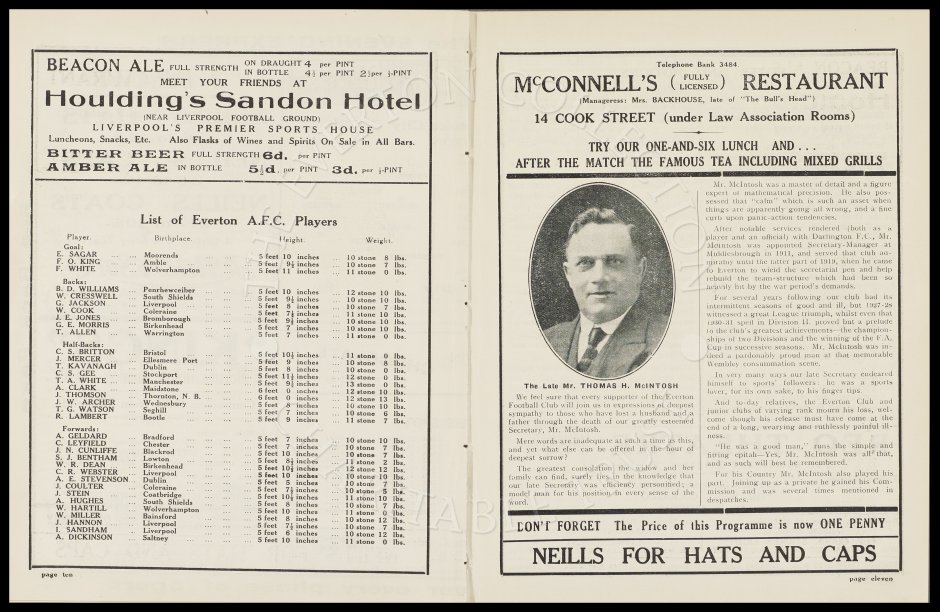 BEACON ALE FULL STRENGTH ON DRAUGHT 4 per PINT
IN BOTTLE 4½ per PINT 2½ per ½-PINT
MEET YOUR FRIENDS AT
Houlding's Sandon Hotel
(NEAR LIVERPOOL FOOTBALL GROUND)
LIVERPOOL'S PREMIER SPORTS HOUSE
Luncheons, Snacks, Etc. Also Flasks of Wines and Spirits On Sale in All Bars.
BITTER BEER FULL STRENGTH 6d. per PINT
AMBER ALE IN BOTTLE 5½d. per PINT 3d. per ½-PINT
List of Everton A.F.C. Players
Player. Birthplace. Height. Weight.
Goal:
E. SAGAR ... ... Moorends ... ... ... 5 feet 10 inches ... 10 stone 8 lbs.
F. O. KING ... ... Amble ... ... ... 5 feet 9½ inches ... 10 stone 7 lbs.
F. WHITE ... ... Wolverhampton ... ... 5 feet 11 inches ... 11 stone 0 lbs.
Backs:
B. D. WILLIAMS ... Penrhewceiber ... ... 5 feet 10 inches ... 12 stone 10 lbs.
W. CRESSWELL ... South Shields ... ... 5 feet 9½ inches ... 10 stone 10 lbs.
G. JACKSON ... Liverpool ... ... 5 feet 8 inches ... 10 stone 7 lbs.
W. COOK ... Coleraine ... ... 5 feet 7½ inches ... 11 stone 10 lbs.
J. E. JONES ... Bromborough ... ... 5 feet 9½ inches ... 10 stone 10 lbs.
G. E. MORRIS ... Birkenhead ... ... 5 feet 7 inches ... 10 stone 10 lbs.
T. ALLEN ... Warrington ... ... 5 feet 7 inches ... 11 stone 0 lbs.
Half-Backs:
C. S. BRITTON ... Bristol ... ... 5 feet 10½ inches ... 11 stone 0 lbs.
J. MERCER ... Ellesmere Port ... ... 5 feet 9 inches ... 10 stone 8 lbs.
T. KAVANAGH ... Dublin ... ... 5 feet 8 inches ... 12 stone 0 lbs.
C. S. GEE ... Stockport ... ... 5 feet 11½ inches ... 12 stone 0 lbs.
T. A. WHITE ... Manchester ... ... 5 feet 9½ inches ... 13 stone 0 lbs.
A. CLARK ... Maidstone ... ... 6 feet 0 inches ... 12 stone 10 lbs.
J. THOMSON ... Thornton, N. B. ... ... 6 feet 0 inches ... 12 stone 13 lbs.
J. W. ARCHER ... Wednesbury ... ... 5 feet 8 inches ... 10 stone 10 lbs.
T. G. WATSON ... Seghill ... ... 5 feet 7 inches ... 10 stone 6 lbs.
R. LAMBERT ... Bootle ... ... 5 feet 9 inches ... 11 stone 7 lbs.
Forwards:
A. GELDARD ... Bradford ... ... 5 feet 7 inches ... 10 stone 10 lbs.
C. LEYFIELD ... Chester ... ... 5 feet 7 inches ... 10 stone 7 lbs.
J. N. CUNLIFFE ... Blackrod ... ... 5 feet 10 inches ... 11 stone 7 lbs.
S. J. BENTHAM ... Lowton ... ... 5 feet 8½ inches ... 11 stone 2 lbs.
W. R. DEAN ... Birkenhead ... ... 5 feet 10½ inches ... 12 stone 12 lbs.
C. R. WEBSTER ... Liverpool ... ... 5 feet 10 inches ... 10 stone 10 lbs.
A. E. STEVENSON ... Dublin ... ... 5 feet 5 inches ... 10 stone 7 lbs.
J. COULTER ... Coleraine ... ... 5 feet 7½ inches ... 10 stone 5 lbs.
J. STEIN ... Coatbridge ... ... 5 feet 10½ inches ... 11 stone 10 lbs.
A. HUGHES ... South Shields ... ... 5 feet 8 inches ... 10 stone 7 lbs.
W. HARTILL ... Wolverhampton ... ... 5 feet 10 inches ... 11 stone 0 lbs.
W. MILLER ... Bainsford ... ... 5 feet 8 inches ... 10 stone 12 lbs.
J. HANNON ... Liverpool ... ... 5 feet 7½ inches ... 10 stone 7 lbs.
I. SANDHAM ... Liverpool ... ... 5 feet 6 inches ... 10 stone 12 lbs.
A. DICKINSON ... Saltney ... ... 5 feet 10 inches ... 11 stone 0 lbs.
page ten
Telephone Bank 3484.
McCONNELL'S (FULLY LICENSED) RESTAURANT
(Manageress: Mrs. BACKHOUSE, late of "The Bull's Head")
14 COOK STREET (under Law Association Rooms)
TRY OUR ONE-AND-SIX LUNCH AND . . .
AFTER THE MATCH THE FAMOUS TEA INCLUDING MIXED GRILLS
The Late Mr. THOMAS H. McINTOSH
We feel sure that every supporter of the Everton
Football Club will join us in expressions of deepest
sympathy to those who have lost a husband and a
father through the death of our greatly esteemed
Secretary, Mr. McIntosh.
Mere words are inadequate at such a time as this,
and yet what else can be offered in the hour of
deepest sorrow?
The greatest consolation the widow and her
family can find, surely lies in the knowledge that
our late Secretary was efficiency personified; a
model man for his position in every sense of the
word.
Mr. McIntosh was a master of detail and a figure
expert of mathematical precision. He also pos-
sessed that "calm" which is such an asset when
things are apparently going all wrong, and a fine
curb upon panic-action tendencies.
After notable services rendered (both as a
player and an official) with Darlington F.C., Mr.
McIntosh was appointed Secretary-Manager at
Middlesbrough in 1911, and served that club ad-
mirably until the latter part of 1919, when he came
to Everton to wield the secretarial pen and help
rebuild the team-structure which had been so
heavily hit by the war period's demands.
For several years following our club had its
intermittent seasons of good and ill, but 1927-28
witnessed a great League triumph, whilst even that
1930-31 spell in Division II. proved but a prelude
to the club's greatest achievements—the champion-
ships of two Divisions and the winning of the F.A.
Cup in successive seasons. Mr. McIntosh was in-
deed a pardonably proud man at that memorable
Wembley consummation scene.
In very many ways our late Secretary endeared
himself to sports' followers: he was a sports
lover, for its own sake, to his finger tips.
And to-day relatives, the Everton Club and
junior clubs of varying rank mourn his loss, wel-
come though his release must have come at the
end of a long, wearying and ruthlessly painful ill-
ness.
"He was a good man," runs the simple and
fitting epitaph—Yes, Mr. McIntosh was all that,
and as such will best be remembered.
For his County Mr. McIntosh also played his
part. Joining up as a private he gained his Com-
mission and was several times mentioned in
despatches.
DON'T FORGET The Price of this Programme is now ONE PENNY
NEILLS FOR HATS AND CAPS
page eleven